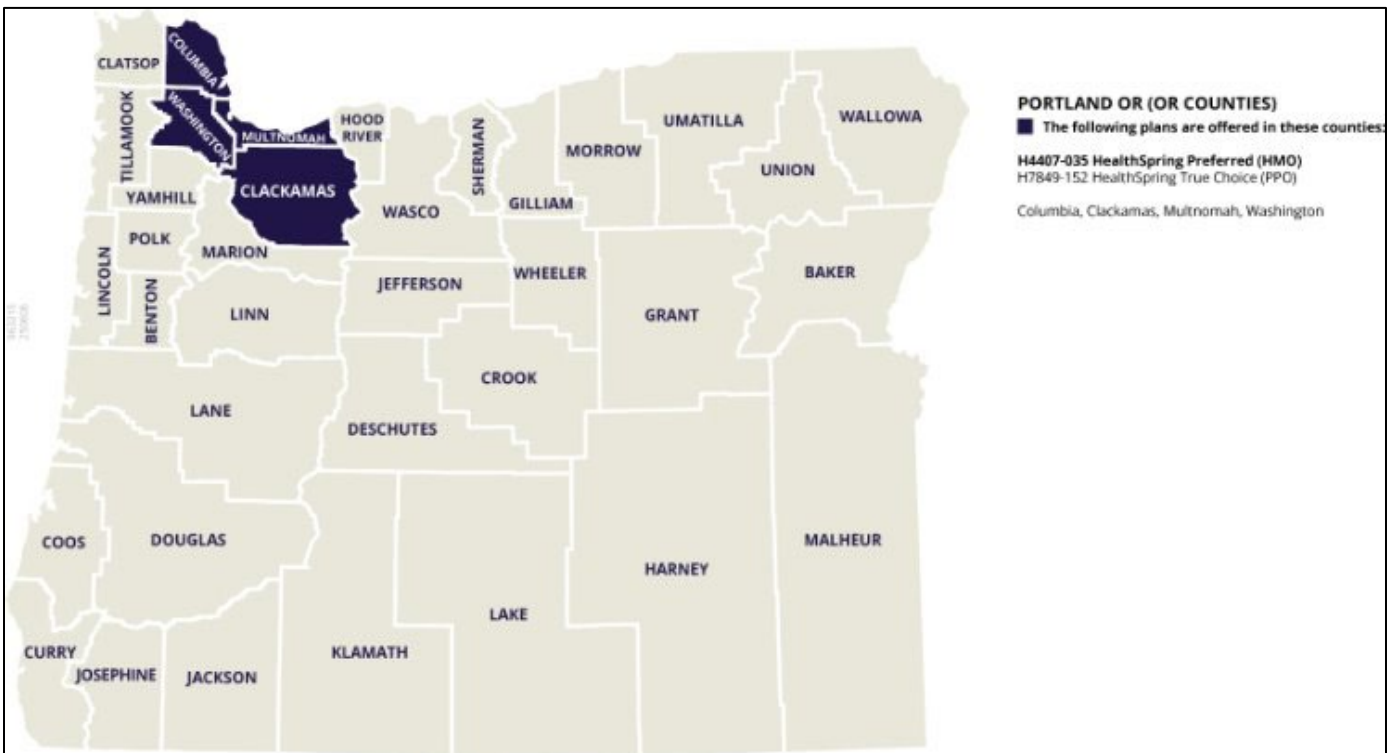 CLATSOP
COLUMBIA
TILLAMOOK
WASHINGTON
MULTNOMAH
HOOD
RIVER
SHERMAN
UMATILLA
WALLOWA
MORROW
UNION
CLACKAMAS
YAMHILL
WASCO
GILLIAM
POLK
MARION
LINCOLN
BENTON
JEFFERSON
WHEELER
BAKER
LINN
GRANT
CROOK
LANE
DESCHUTES
COOS
DOUGLAS
MALHEUR
HARNEY
LAKE
CURRY
JOSEPHINE
JACKSON
KLAMATH
PORTLAND OR (OR COUNTIES)
The following plans are offered in these counties:
H4407-035 HealthSpring Preferred (HMO)
H7849-152 HealthSpring True Choice (PPO)
Columbia, Clackamas, Multnomah, Washington